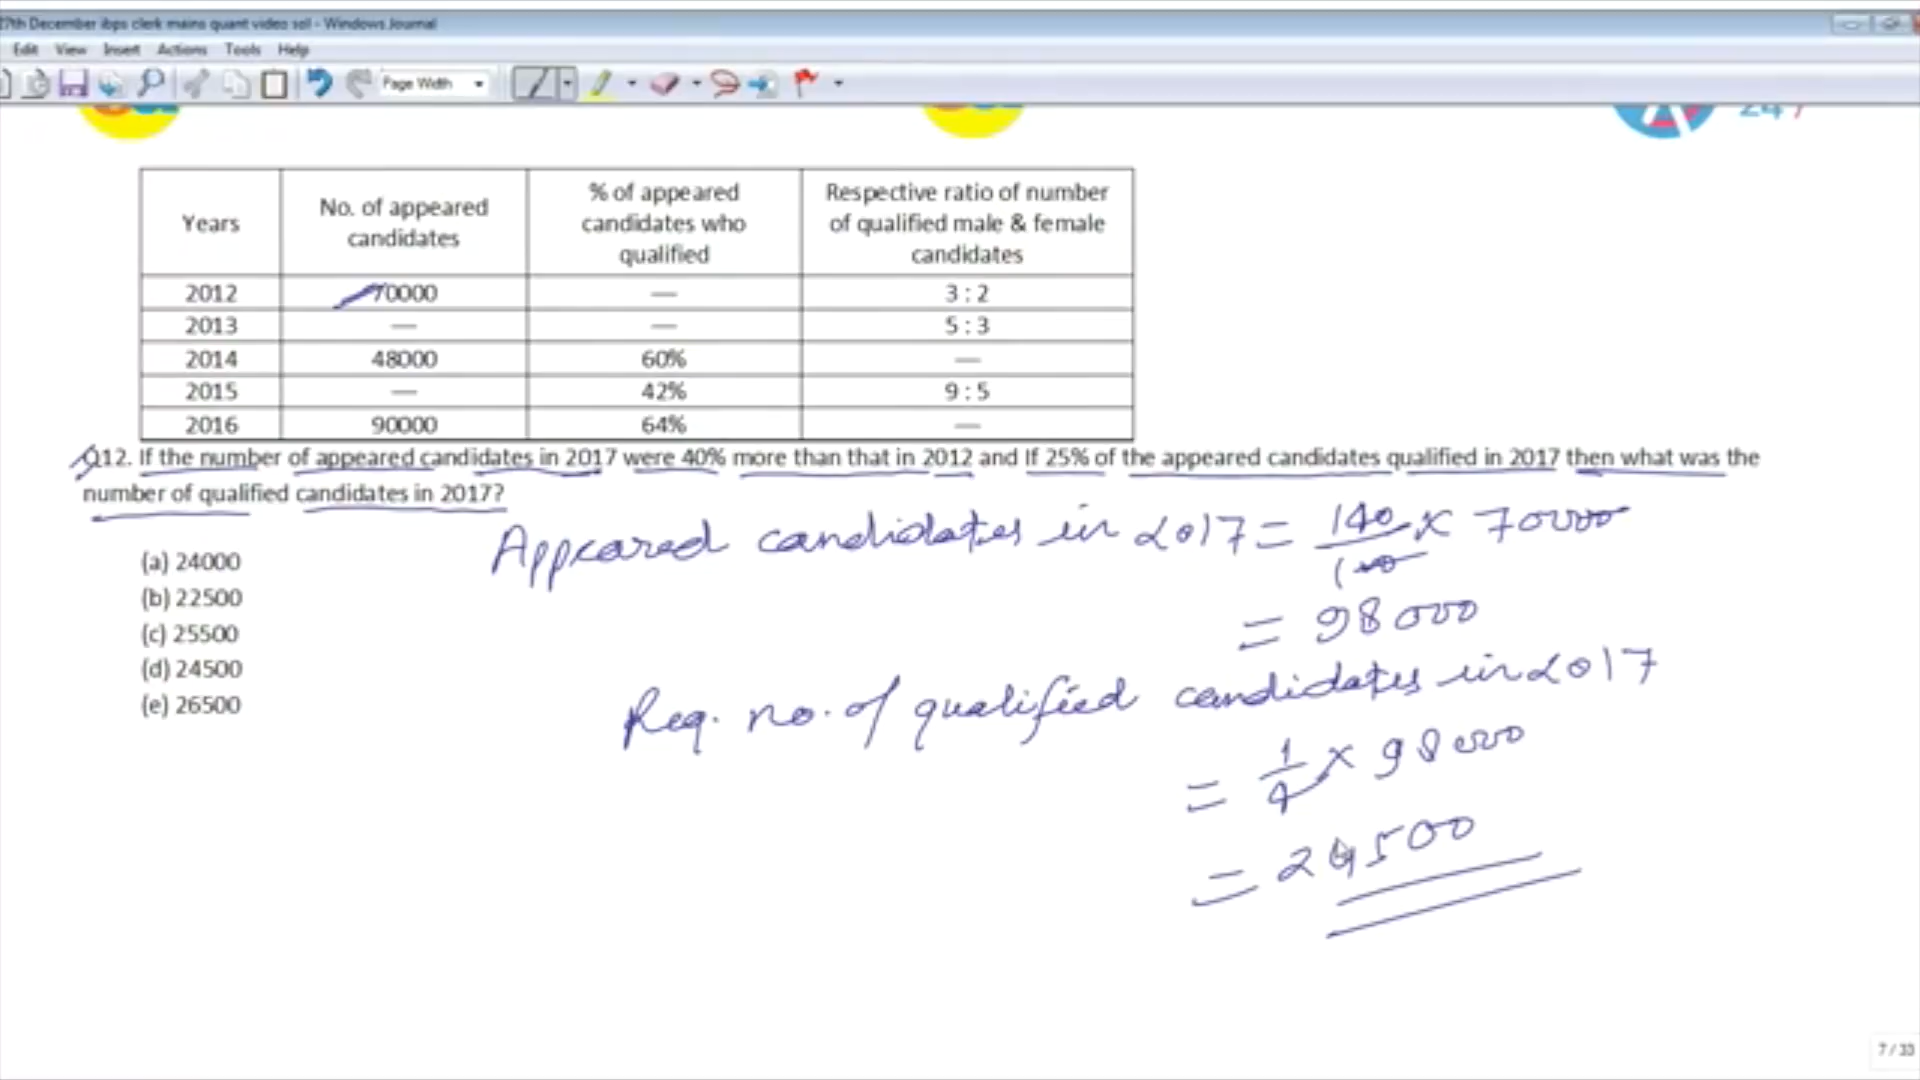 27th December ibps clerk mains quant video sol - Windows Journal
Edit View Insert Actions Tools Help
Page Width
247
Years | No. of appeared candidates | % of appeared candidates who qualified | Respective ratio of number of qualified male & female candidates
2012 | 70000 | — | 3 : 2
2013 | — | — | 5 : 3
2014 | 48000 | 60% | —
2015 | — | 42% | 9 : 5
2016 | 90000 | 64% | —
Q12. If the number of appeared candidates in 2017 were 40% more than that in 2012 and If 25% of the appeared candidates qualified in 2017 then what was the
number of qualified candidates in 2017?
(a) 24000
(b) 22500
(c) 25500
(d) 24500
(e) 26500
Appeared candidates in 2017 = 140/100 × 70000
= 98000
Req. no. of qualified candidates in 2017
= 1/4 × 98000
= 24500
7 / 33